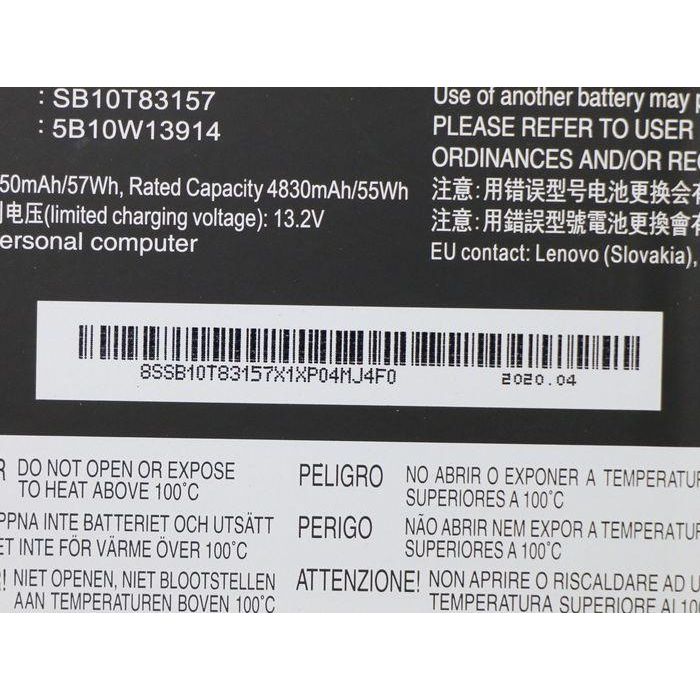 : SB10T83157
: 5B10W13914
50mAh/57Wh, Rated Capacity 4830mAh/55Wh
电压(limited charging voltage): 13.2V
ersonal computer
Use of another battery may
PLEASE REFER TO USER
ORDINANCES AND/OR REC
注意: 用错误型号电池更换会
注意: 用錯誤型號電池更換會
EU contact: Lenovo (Slovakia),
8SSB10T83157X1XP04MJ4F0
2020.04
R DO NOT OPEN OR EXPOSE
TO HEAT ABOVE 100°C
PPNA INTE BATTERIET OCH UTSÄTT
ET INTE FÖR VÄRME ÖVER 100°C
R! NIET OPENEN, NIET BLOOTSTELLEN
AAN TEMPERATUREN BOVEN 100°C
PELIGRO NO ABRIR O EXPONER A TEMPERATUR
SUPERIORES A 100°C
PERIGO NÃO ABRIR NEM EXPOR A TEMPERATUR
SUPERIORES A 100°C
ATTENZIONE! NON APRIRE O RISCALDARE AD U
TEMPERATURA SUPERIORE AI 100